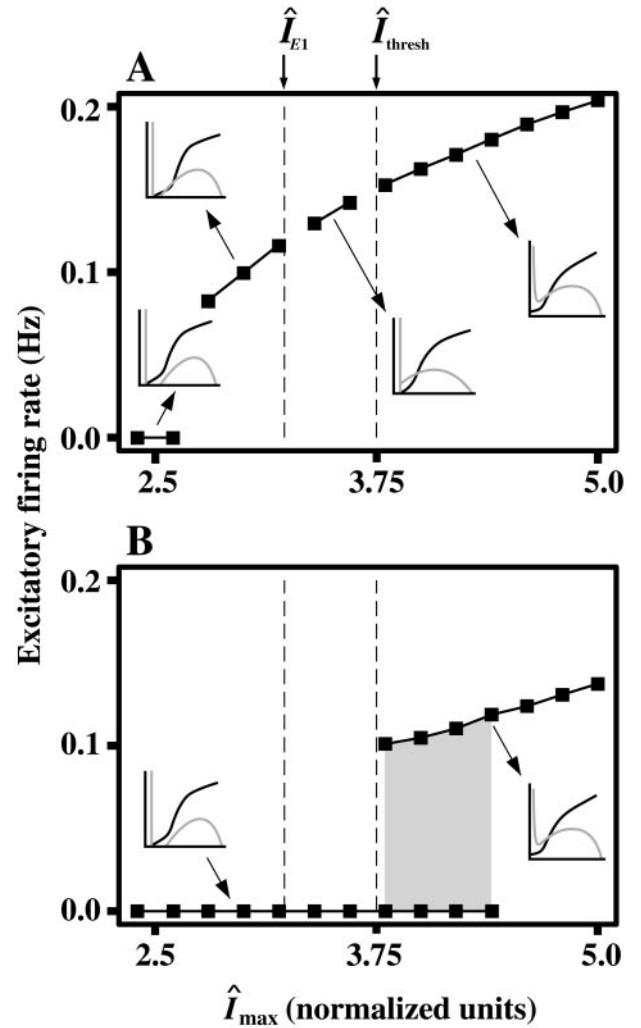 Î_E1 Î_thresh
A
0.2
0.1
0.0
2.5 3.75 5.0
Excitatory firing rate (Hz)
B
0.2
0.1
0.0
2.5 3.75 5.0
Î_max (normalized units)